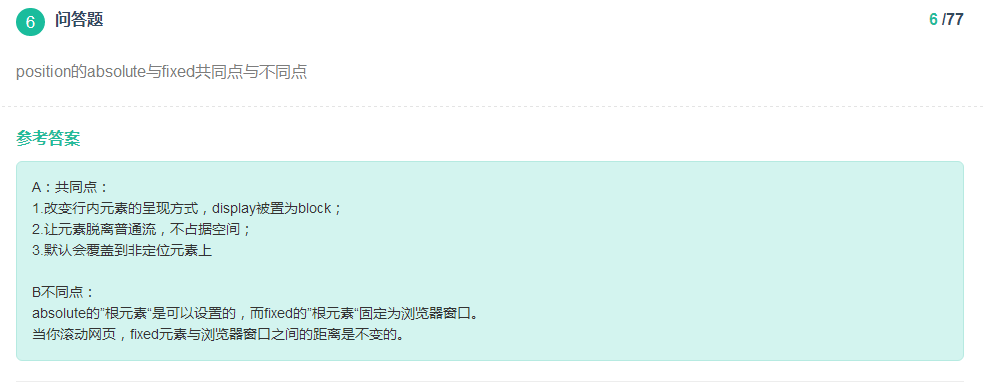 6 问答题 6 /77
position的absolute与fixed共同点与不同点
参考答案
A：共同点：
1.改变行内元素的呈现方式，display被置为block；
2.让元素脱离普通流，不占据空间；
3.默认会覆盖到非定位元素上
B不同点：
absolute的”根元素“是可以设置的，而fixed的”根元素“固定为浏览器窗口。
当你滚动网页，fixed元素与浏览器窗口之间的距离是不变的。